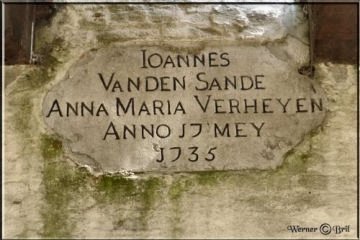 IOANNES
VANDEN SANDE
ANNA MARIA VERHEYEN
ANNO 17 MEY
1735
Werner © Bril